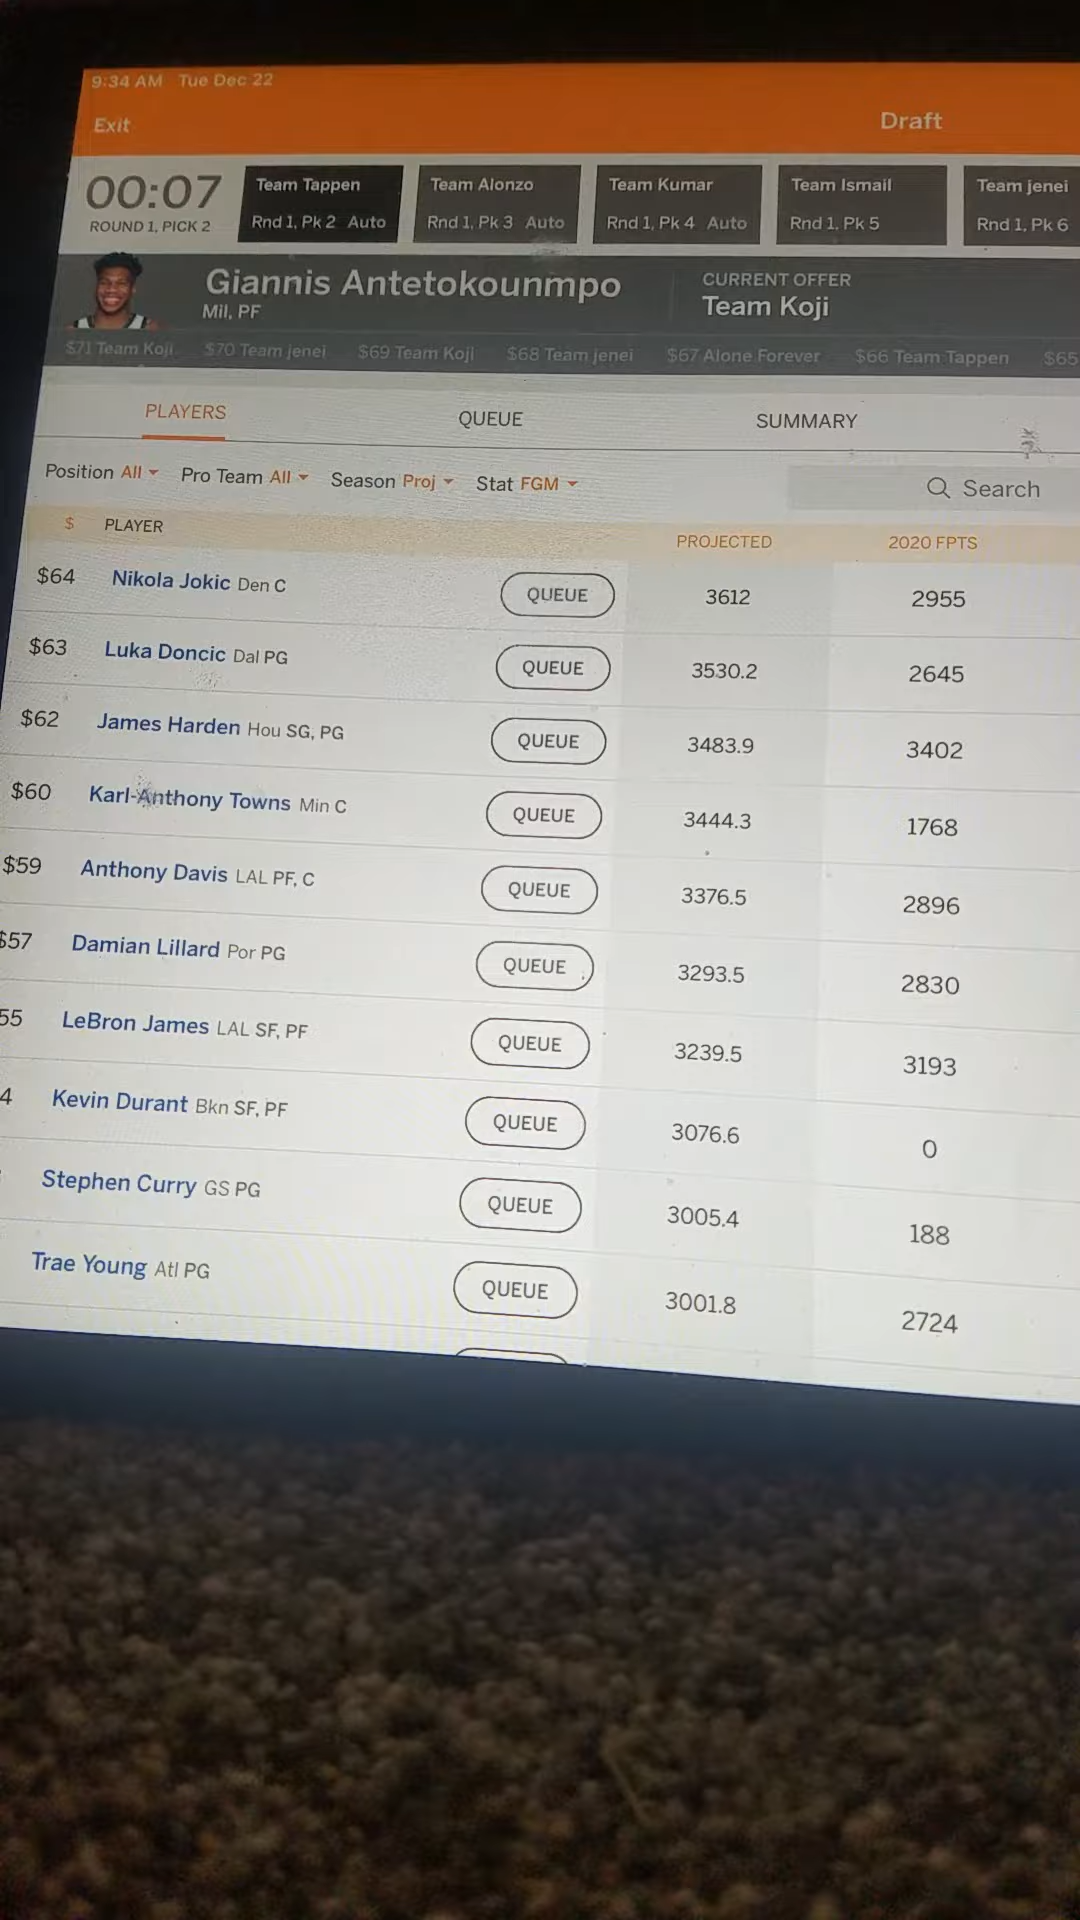 9:34 AM Tue Dec 22
Exit
Draft
00:07
ROUND 1, PICK 2
Team Tappen
Rnd 1, Pk 2 Auto
Team Alonzo
Rnd 1, Pk 3 Auto
Team Kumar
Rnd 1, Pk 4 Auto
Team Ismail
Rnd 1, Pk 5
Team jenei
Rnd 1, Pk 6
Giannis Antetokounmpo
Mil, PF
CURRENT OFFER
Team Koji
$71 Team Koji $70 Team jenei $69 Team Koji $68 Team jenei $67 Alone Forever $66 Team Tappen $65
PLAYERS QUEUE SUMMARY
Position All Pro Team All Season Proj Stat FGM Search
$ PLAYER PROJECTED 2020 FPTS
$64 Nikola Jokic Den C QUEUE 3612 2955
$63 Luka Doncic Dal PG QUEUE 3530.2 2645
$62 James Harden Hou SG, PG QUEUE 3483.9 3402
$60 Karl-Anthony Towns Min C QUEUE 3444.3 1768
$59 Anthony Davis LAL PF, C QUEUE 3376.5 2896
$57 Damian Lillard Por PG QUEUE 3293.5 2830
55 LeBron James LAL SF, PF QUEUE 3239.5 3193
4 Kevin Durant Bkn SF, PF QUEUE 3076.6 0
Stephen Curry GS PG QUEUE 3005.4 188
Trae Young Atl PG QUEUE 3001.8 2724